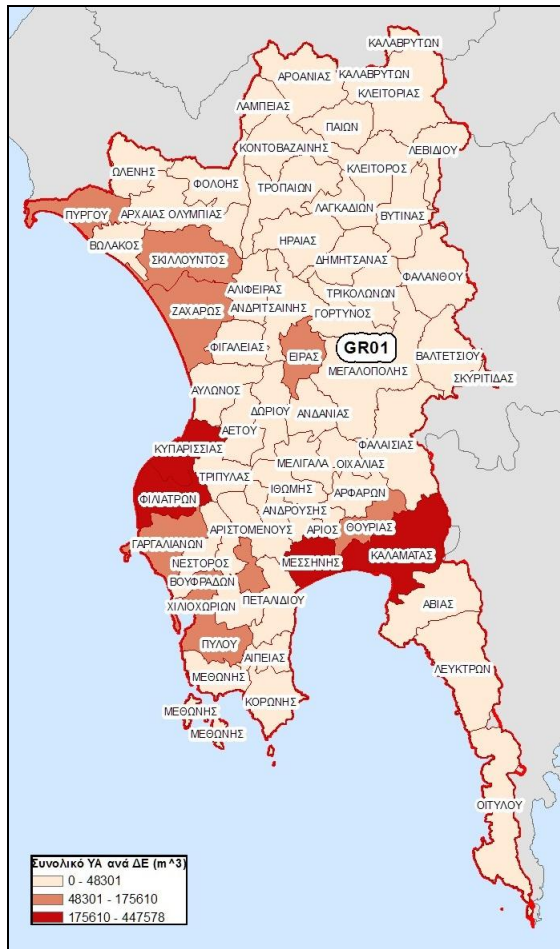 ΚΑΛΑΒΡΥΤΩΝ
ΑΡΟΑΝΙΑΣ
ΚΑΛΑΒΡΥΤΩΝ
ΚΛΕΙΤΟΡΙΑΣ
ΛΑΜΠΕΙΑΣ
ΠΑΙΩΝ
ΚΟΝΤΟΒΑΖΑΙΝΗΣ
ΛΕΒΙΔΙΟΥ
ΩΛΕΝΗΣ
ΚΛΕΙΤΟΡΟΣ
ΦΟΛΟΗΣ
ΤΡΟΠΑΙΩΝ
ΛΑΓΚΑΔΙΩΝ
ΠΥΡΓΟΥ
ΑΡΧΑΙΑΣ ΟΛΥΜΠΙΑΣ
ΒΥΤΙΝΑΣ
ΒΩΛΑΚΟΣ
ΗΡΑΙΑΣ
ΣΚΙΛΛΟΥΝΤΟΣ
ΔΗΜΗΤΣΑΝΑΣ
ΦΑΛΑΝΘΟΥ
ΑΛΙΦΕΙΡΑΣ
ΤΡΙΚΟΛΩΝΩΝ
ΖΑΧΑΡΩΣ
ΑΝΔΡΙΤΣΑΙΝΗΣ
ΓΟΡΤΥΝΟΣ
ΦΙΓΑΛΕΙΑΣ
ΕΙΡΑΣ
GR01
ΒΑΛΤΕΤΣΙΟΥ
ΜΕΓΑΛΟΠΟΛΗΣ
ΣΚΥΡΙΤΙΔΑΣ
ΑΥΛΩΝΟΣ
ΔΩΡΙΟΥ
ΑΝΔΑΝΙΑΣ
ΑΕΤΟΥ
ΦΑΛΑΙΣΙΑΣ
ΚΥΠΑΡΙΣΣΙΑΣ
ΜΕΛΙΓΑΛΑ
ΟΙΧΑΛΙΑΣ
ΤΡΙΠΥΛΑΣ
ΙΘΩΜΗΣ
ΑΡΦΑΡΩΝ
ΦΙΛΙΑΤΡΩΝ
ΑΝΔΡΟΥΣΗΣ
ΑΡΙΣΤΟΜΕΝΟΥΣ
ΑΡΙΟΣ
ΘΟΥΡΙΑΣ
ΓΑΡΓΑΛΙΑΝΩΝ
ΚΑΛΑΜΑΤΑΣ
ΝΕΣΤΟΡΟΣ
ΜΕΣΣΗΝΗΣ
ΒΟΥΦΡΑΔΩΝ
ΠΕΤΑΛΙΔΙΟΥ
ΧΙΛΙΟΧΩΡΙΩΝ
ΑΒΙΑΣ
ΠΥΛΟΥ
ΑΙΠΕΙΑΣ
ΛΕΥΚΤΡΩΝ
ΜΕΘΩΝΗΣ
ΚΟΡΩΝΗΣ
ΜΕΘΩΝΗΣ
ΜΕΘΩΝΗΣ
ΟΙΤΥΛΟΥ
Συνολικό ΥΑ ανά ΔΕ (m^3)
0 - 48301
48301 - 175610
175610 - 447578